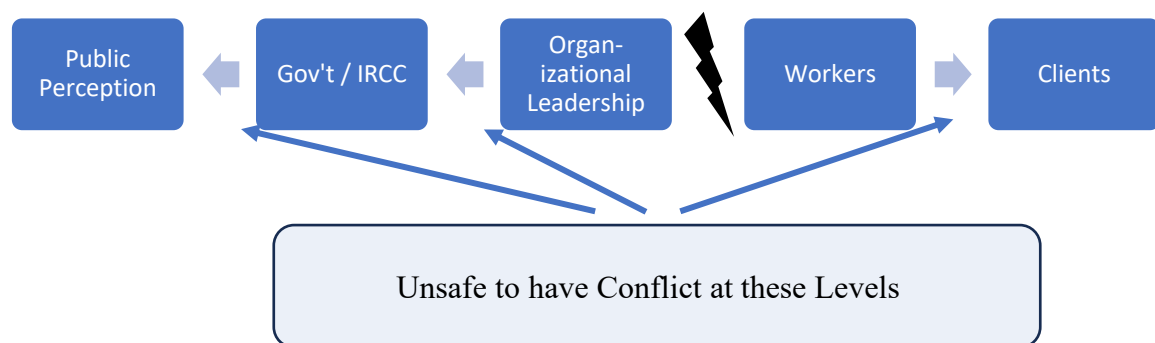 Public
Perception
Gov't / IRCC
Organ-
izational
Leadership
Workers
Clients
Unsafe to have Conflict at these Levels